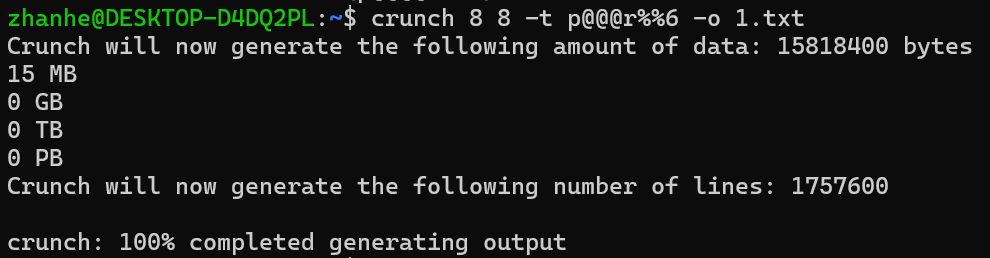 zhanhe@DESKTOP-D4DQ2PL:~$ crunch 8 8 -t p@@@r%%6 -o 1.txt
Crunch will now generate the following amount of data: 15818400 bytes
15 MB
0 GB
0 TB
0 PB
Crunch will now generate the following number of lines: 1757600
crunch: 100% completed generating output